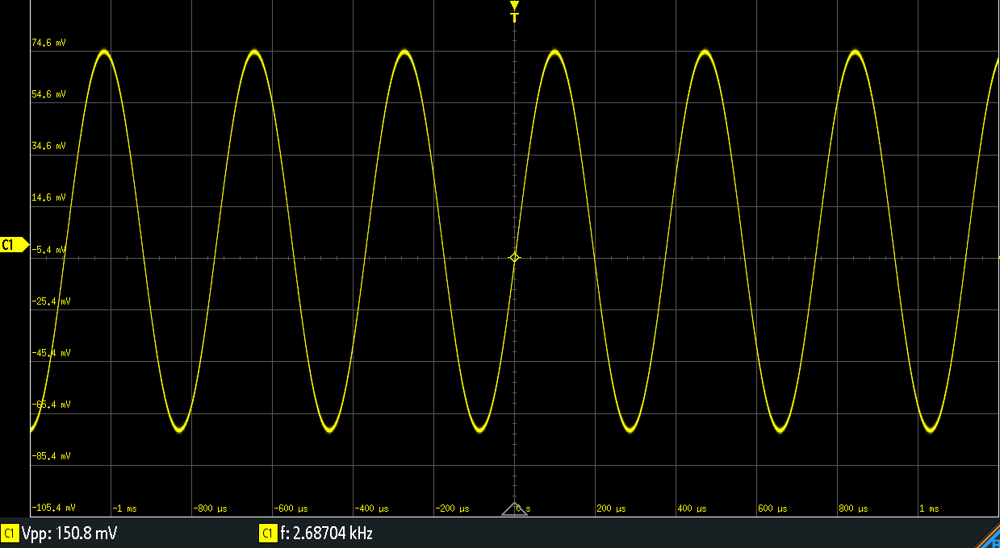 T
74.6 mV
54.6 mV
34.6 mV
14.6 mV
C1
-5.4 mV
-25.4 mV
-45.4 mV
-65.4 mV
-85.4 mV
-105.4 mV -1 ms -800 µs -600 µs -400 µs -200 µs 0 s 200 µs 400 µs 600 µs 800 µs 1 ms
C1 Vpp: 150.8 mV C1 f: 2.68704 kHz